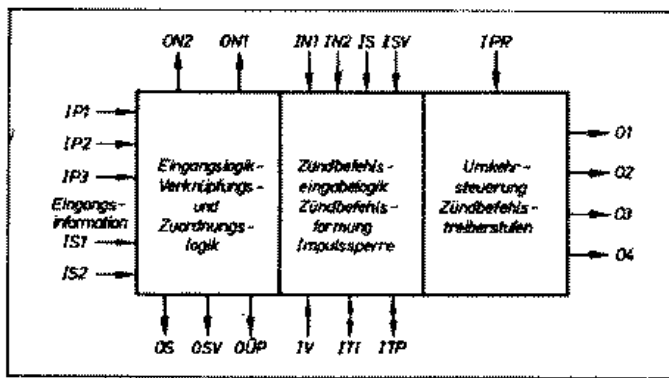 ON2 ON1 IN1 IN2 IS ISV IPR
IP1
IP2
IP3
Eingangs-
information
IS1
IS2
Eingangslogik-
Verknüpfungs-
und
Zuordnungs-
logik
Zündbefehls-
eingabelogik
Zündbefehls-
formung
Impulssperre
Umkehr-
steuerung
Zündbefehls-
treiberstufen
O1
O2
O3
O4
OS OSV OÜP IV ITI ITP